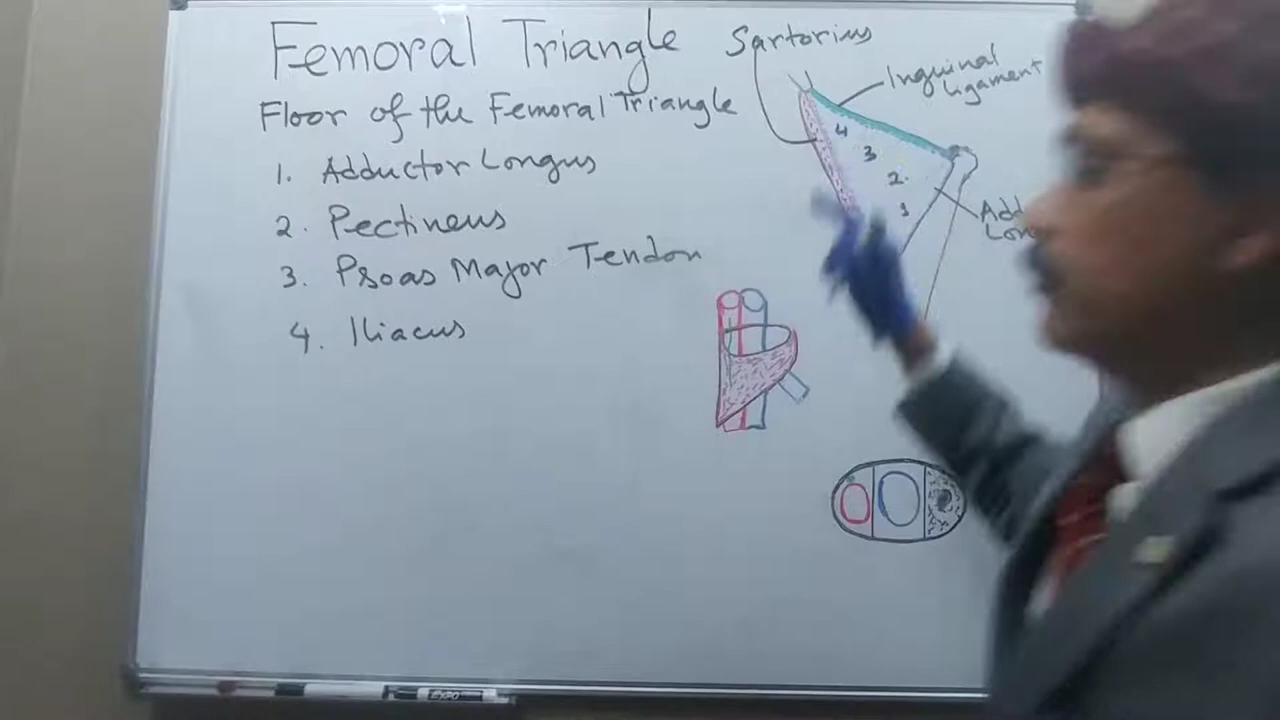 Femoral Triangle
Floor of the Femoral Triangle
1. Adductor Longus
2. Pectineus
3. Psoas Major Tendon
4. Iliacus
Sartorius
Inguinal
Ligament
4
3
2.
1
Add
Lon
EXPO